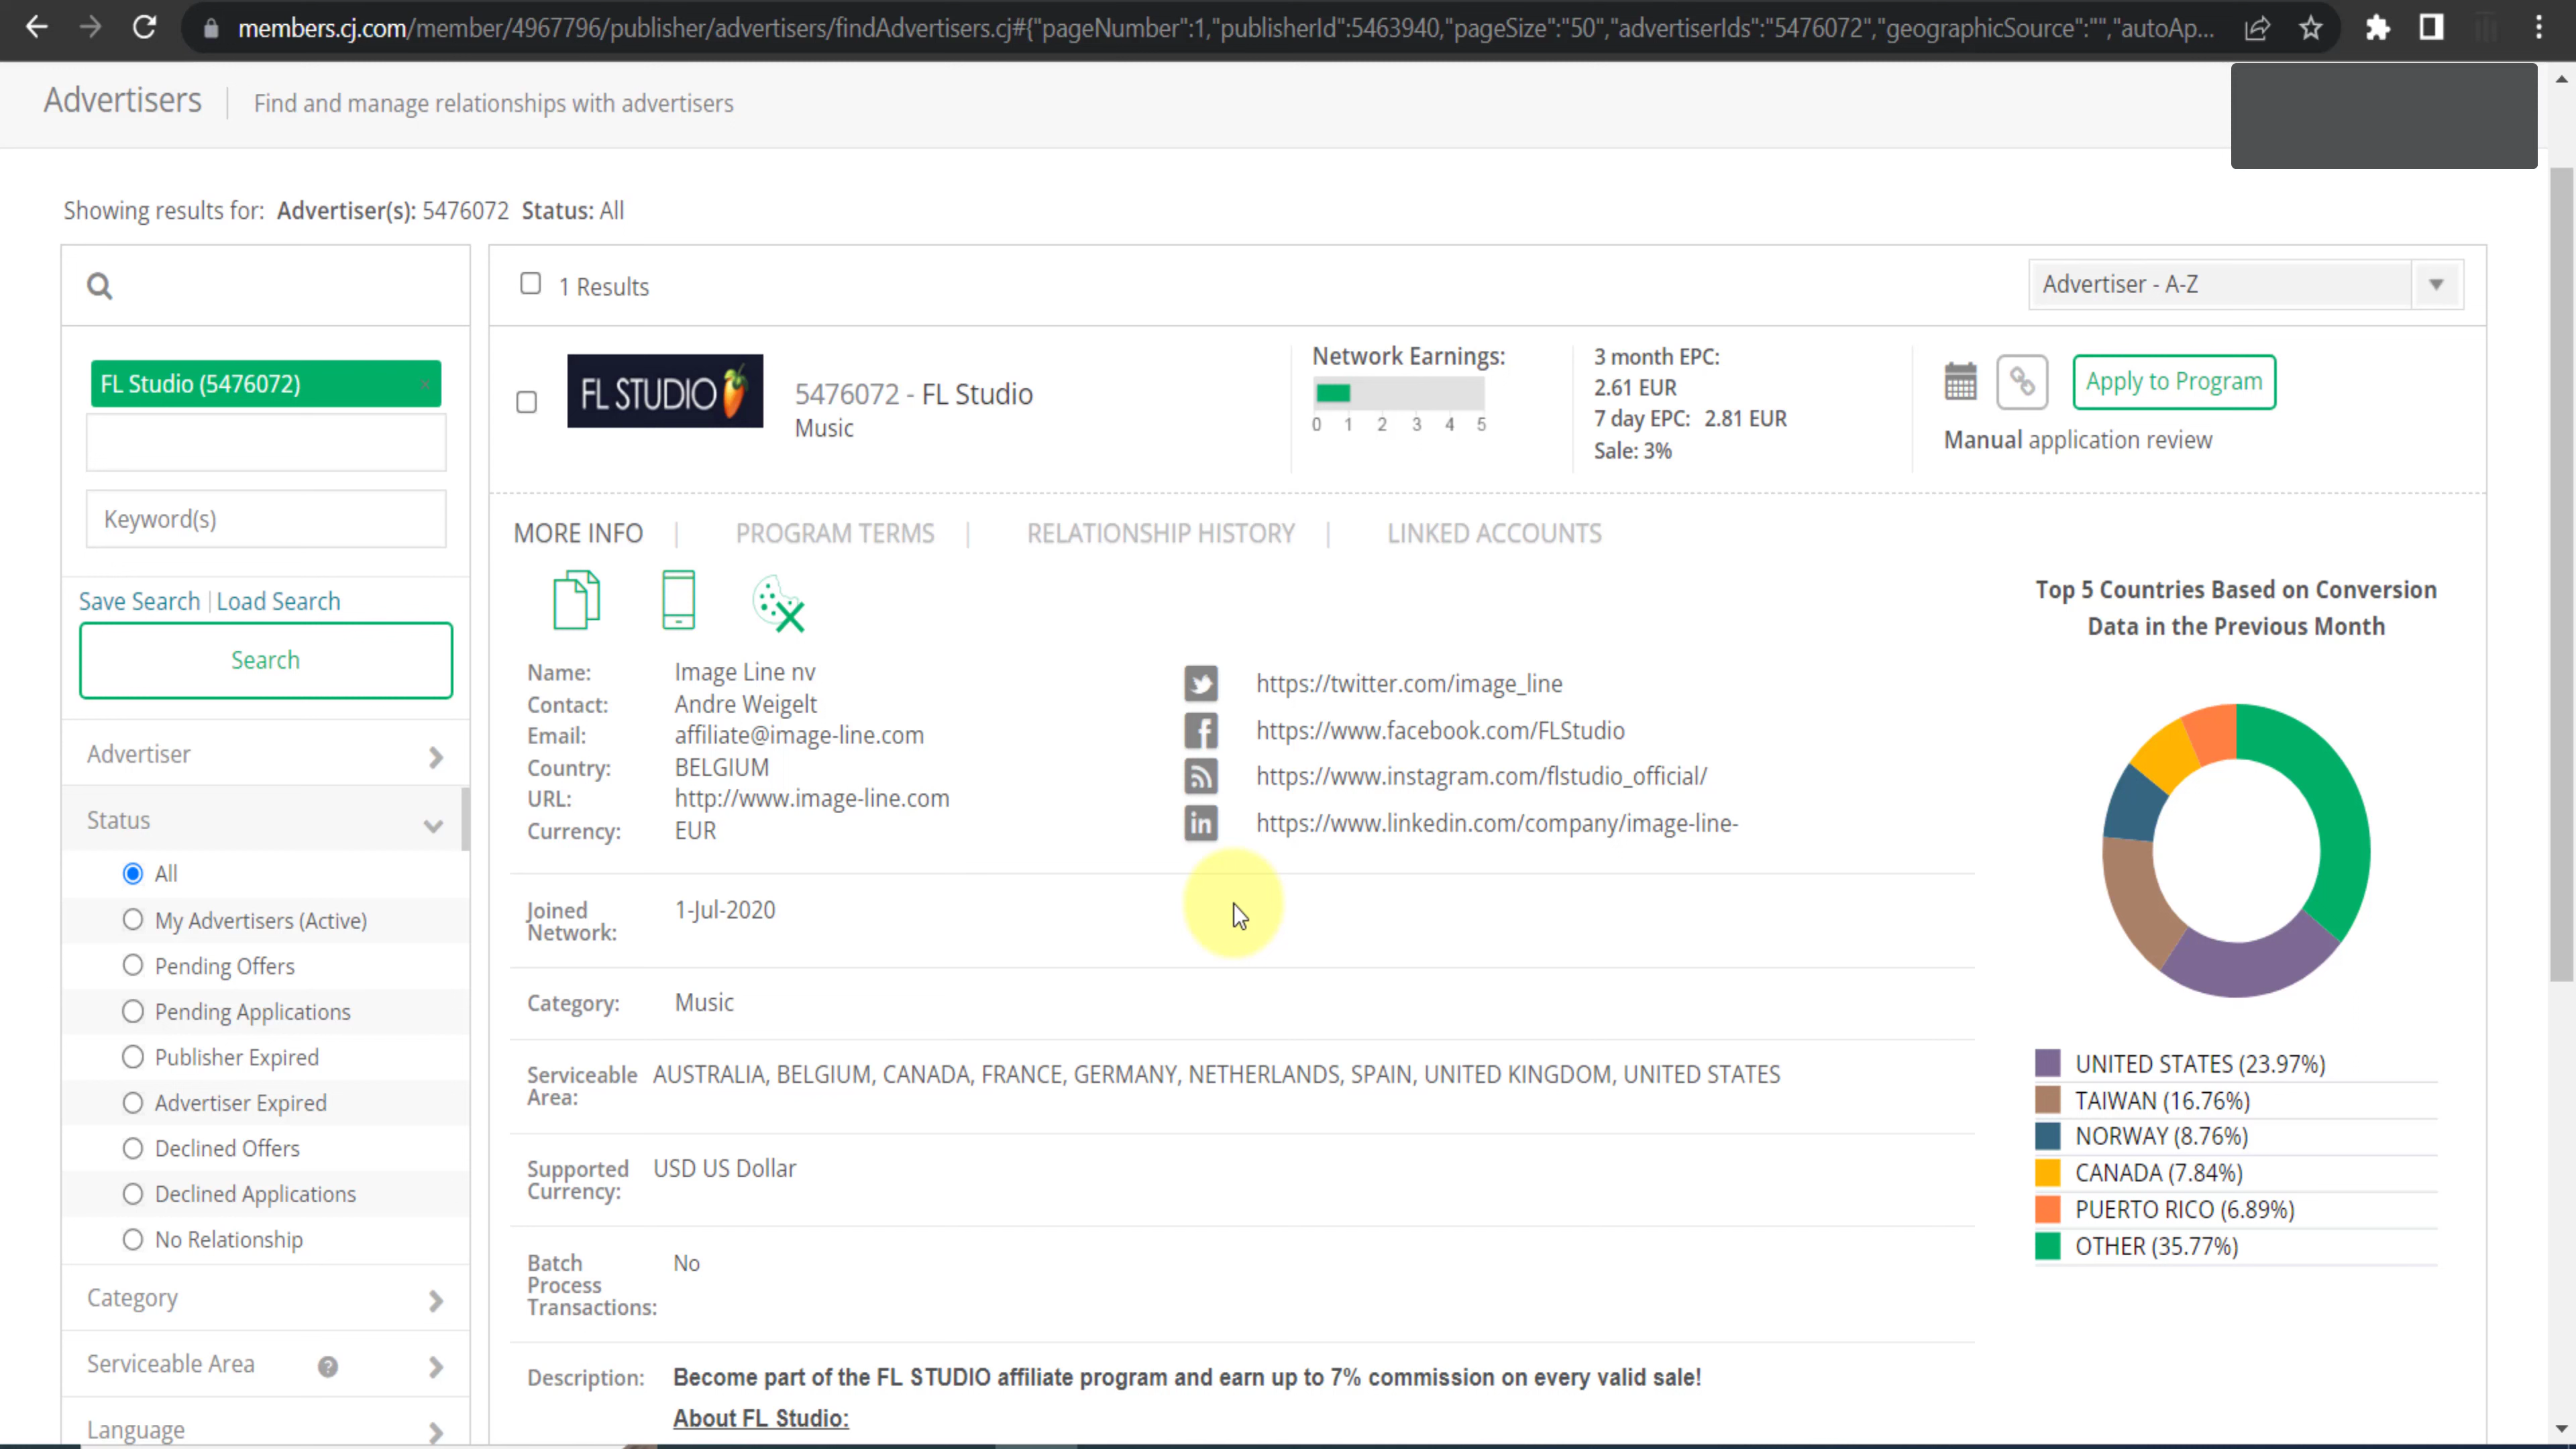 members.cj.com/member/4967796/publisher/advertisers/findAdvertisers.cj#{"pageNumber":1,"publisherId":5463940,"pageSize":"50","advertiserIds":"5476072","geographicSource":"","autoAp...
Advertisers
Find and manage relationships with advertisers
Showing results for: Advertiser(s): 5476072 Status: All
1 Results
Advertiser - A-Z
FL Studio (5476072) ×
Keyword(s)
Save Search | Load Search
Search
Advertiser
Status
All
My Advertisers (Active)
Pending Offers
Pending Applications
Publisher Expired
Advertiser Expired
Declined Offers
Declined Applications
No Relationship
Category
Serviceable Area ?
Language
FL STUDIO
5476072 - FL Studio
Music
Network Earnings:
0 1 2 3 4 5
3 month EPC:
2.61 EUR
7 day EPC: 2.81 EUR
Sale: 3%
Apply to Program
Manual application review
MORE INFO | PROGRAM TERMS | RELATIONSHIP HISTORY | LINKED ACCOUNTS
Name: Image Line nv
Contact: Andre Weigelt
Email: affiliate@image-line.com
Country: BELGIUM
URL: http://www.image-line.com
Currency: EUR
https://twitter.com/image_line
https://www.facebook.com/FLStudio
https://www.instagram.com/flstudio_official/
in https://www.linkedin.com/company/image-line-
Joined
Network:
1-Jul-2020
Category: Music
Serviceable
Area:
AUSTRALIA, BELGIUM, CANADA, FRANCE, GERMANY, NETHERLANDS, SPAIN, UNITED KINGDOM, UNITED STATES
Supported
Currency:
USD US Dollar
Batch
Process
Transactions:
No
Description: Become part of the FL STUDIO affiliate program and earn up to 7% commission on every valid sale!
About FL Studio:
Top 5 Countries Based on Conversion
Data in the Previous Month
UNITED STATES (23.97%)
TAIWAN (16.76%)
NORWAY (8.76%)
CANADA (7.84%)
PUERTO RICO (6.89%)
OTHER (35.77%)